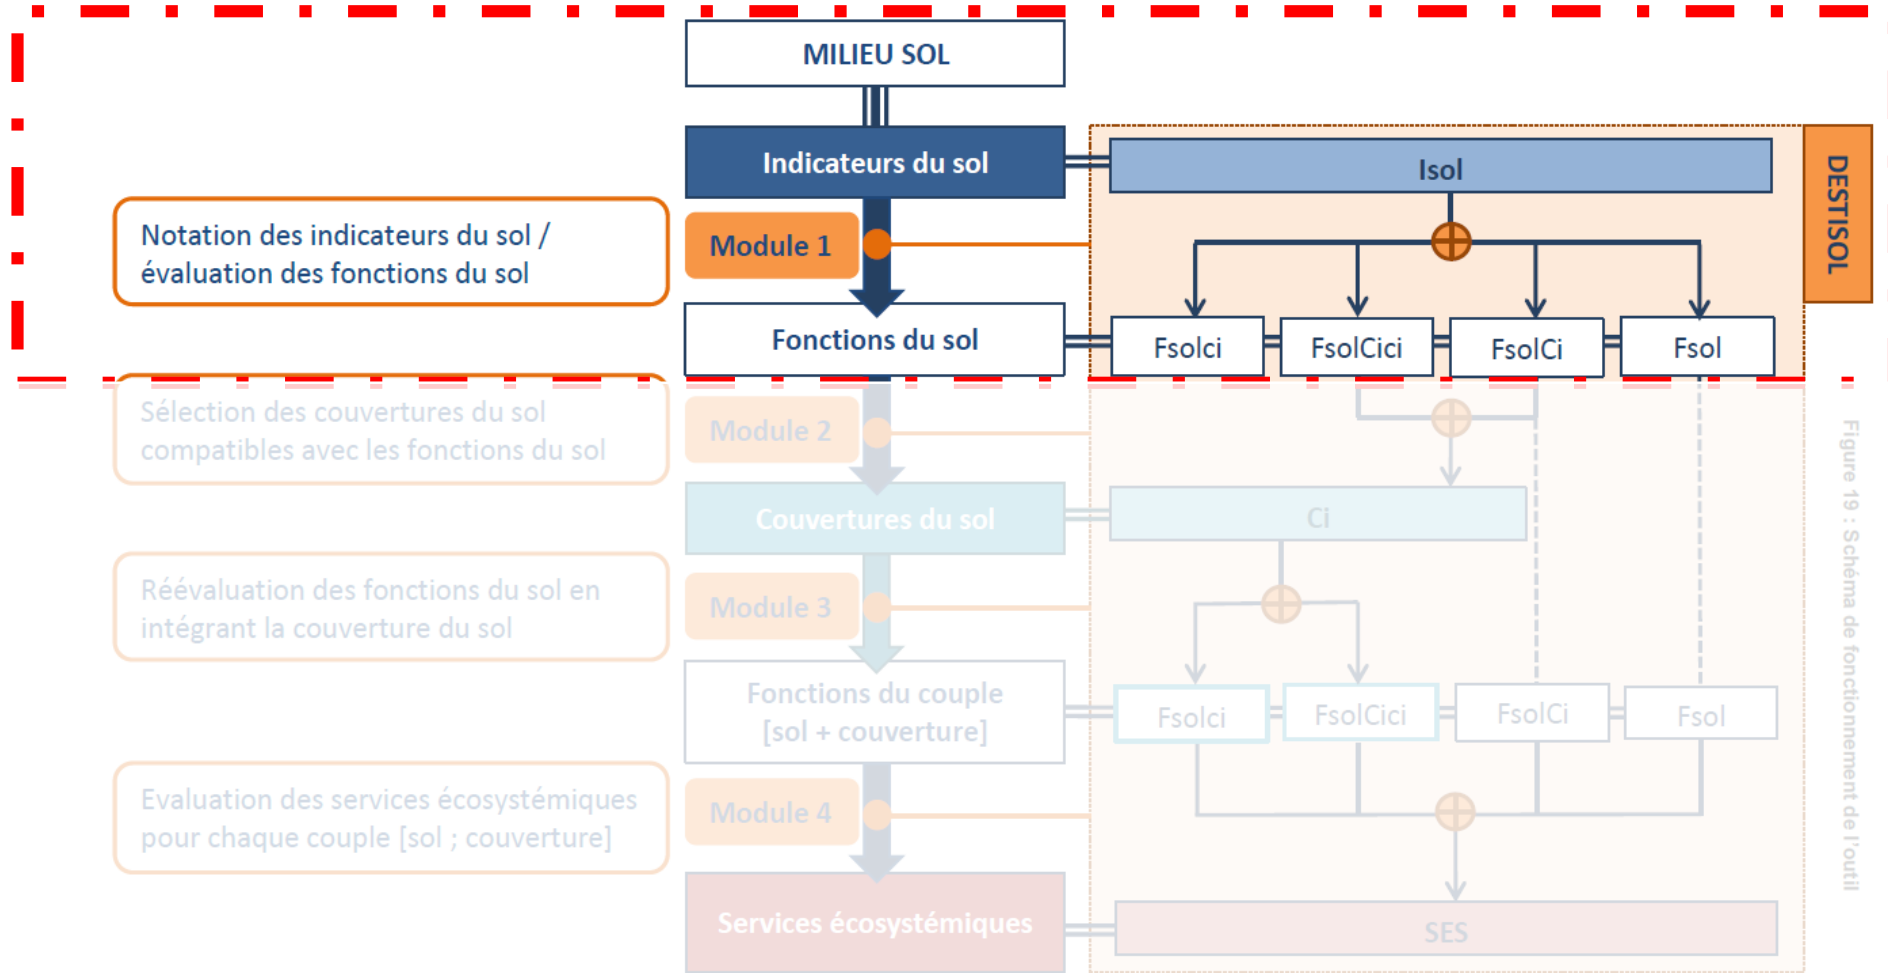 MILIEU SOL
Indicateurs du sol
Isol
DESTISOL
Notation des indicateurs du sol /
évaluation des fonctions du sol
Module 1
Fonctions du sol
Fsolci
FsolCici
FsolCi
Fsol
Sélection des couvertures du sol
compatibles avec les fonctions du sol
Module 2
Couvertures du sol
Ci
Réévaluation des fonctions du sol en
intégrant la couverture du sol
Module 3
Fonctions du couple
[sol + couverture]
Fsolci
FsolCici
FsolCi
Fsol
Evaluation des services écosystémiques
pour chaque couple [sol ; couverture]
Module 4
Services écosystémiques
SES
Figure 19 : Schéma de fonctionnement de l'outil